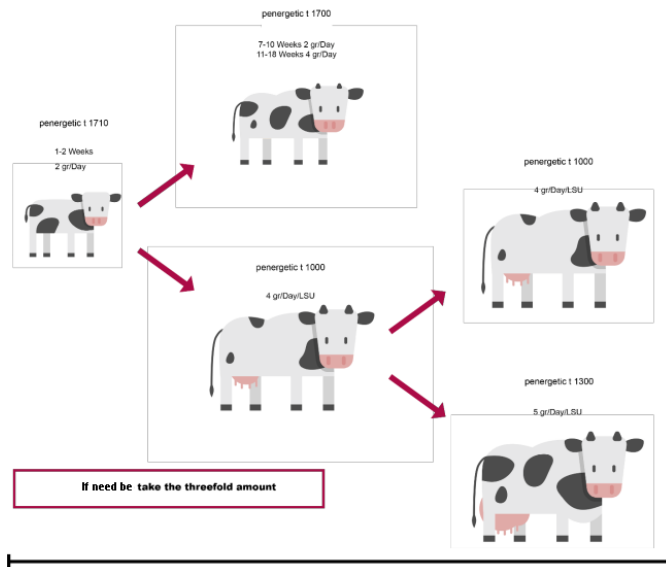 penergetic t 1700
7-10 Weeks 2 gr/Day
11-18 Weeks 4 gr/Day
penergetic t 1710
1-2 Weeks
2 gr/Day
penergetic t 1000
4 gr/Day/LSU
penergetic t 1000
4 gr/Day/LSU
penergetic t 1300
5 gr/Day/LSU
If need be take the threefold amount